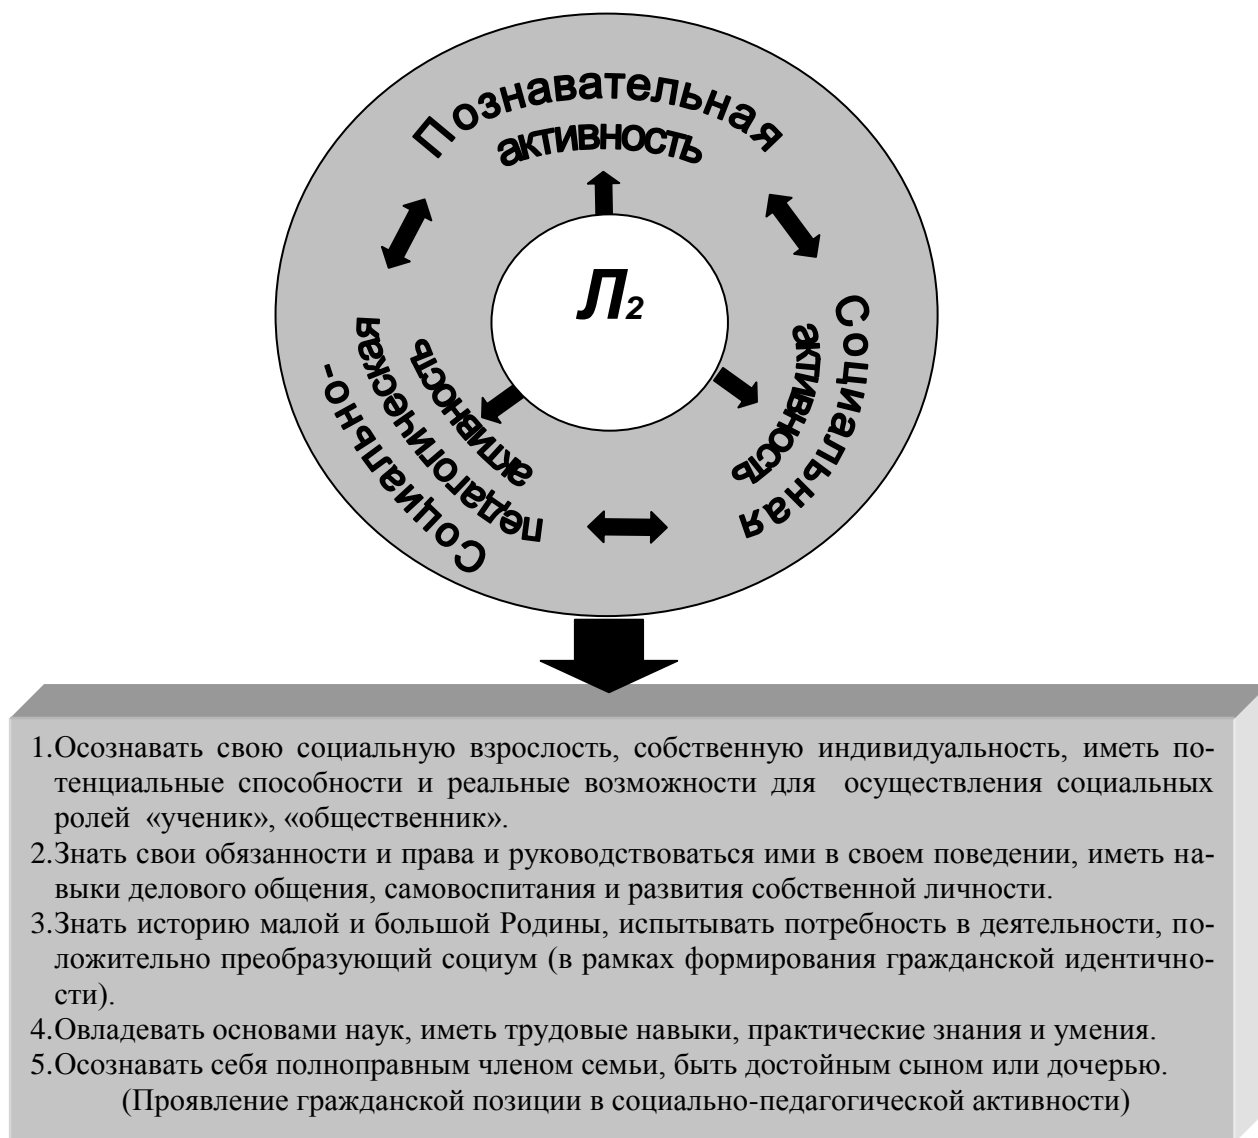 Познавательная
активность
Л2
Социальная
активность
Социально-
педагогическая
активность
1.Осознавать свою социальную взрослость, собственную индивидуальность, иметь по-
тенциальные способности и реальные возможности для осуществления социальных
ролей «ученик», «общественник».
2.Знать свои обязанности и права и руководствоваться ими в своем поведении, иметь на-
выки делового общения, самовоспитания и развития собственной личности.
3.Знать историю малой и большой Родины, испытывать потребность в деятельности, по-
ложительно преобразующий социум (в рамках формирования гражданской идентично-
сти).
4.Овладевать основами наук, иметь трудовые навыки, практические знания и умения.
5.Осознавать себя полноправным членом семьи, быть достойным сыном или дочерью.
(Проявление гражданской позиции в социально-педагогической активности)